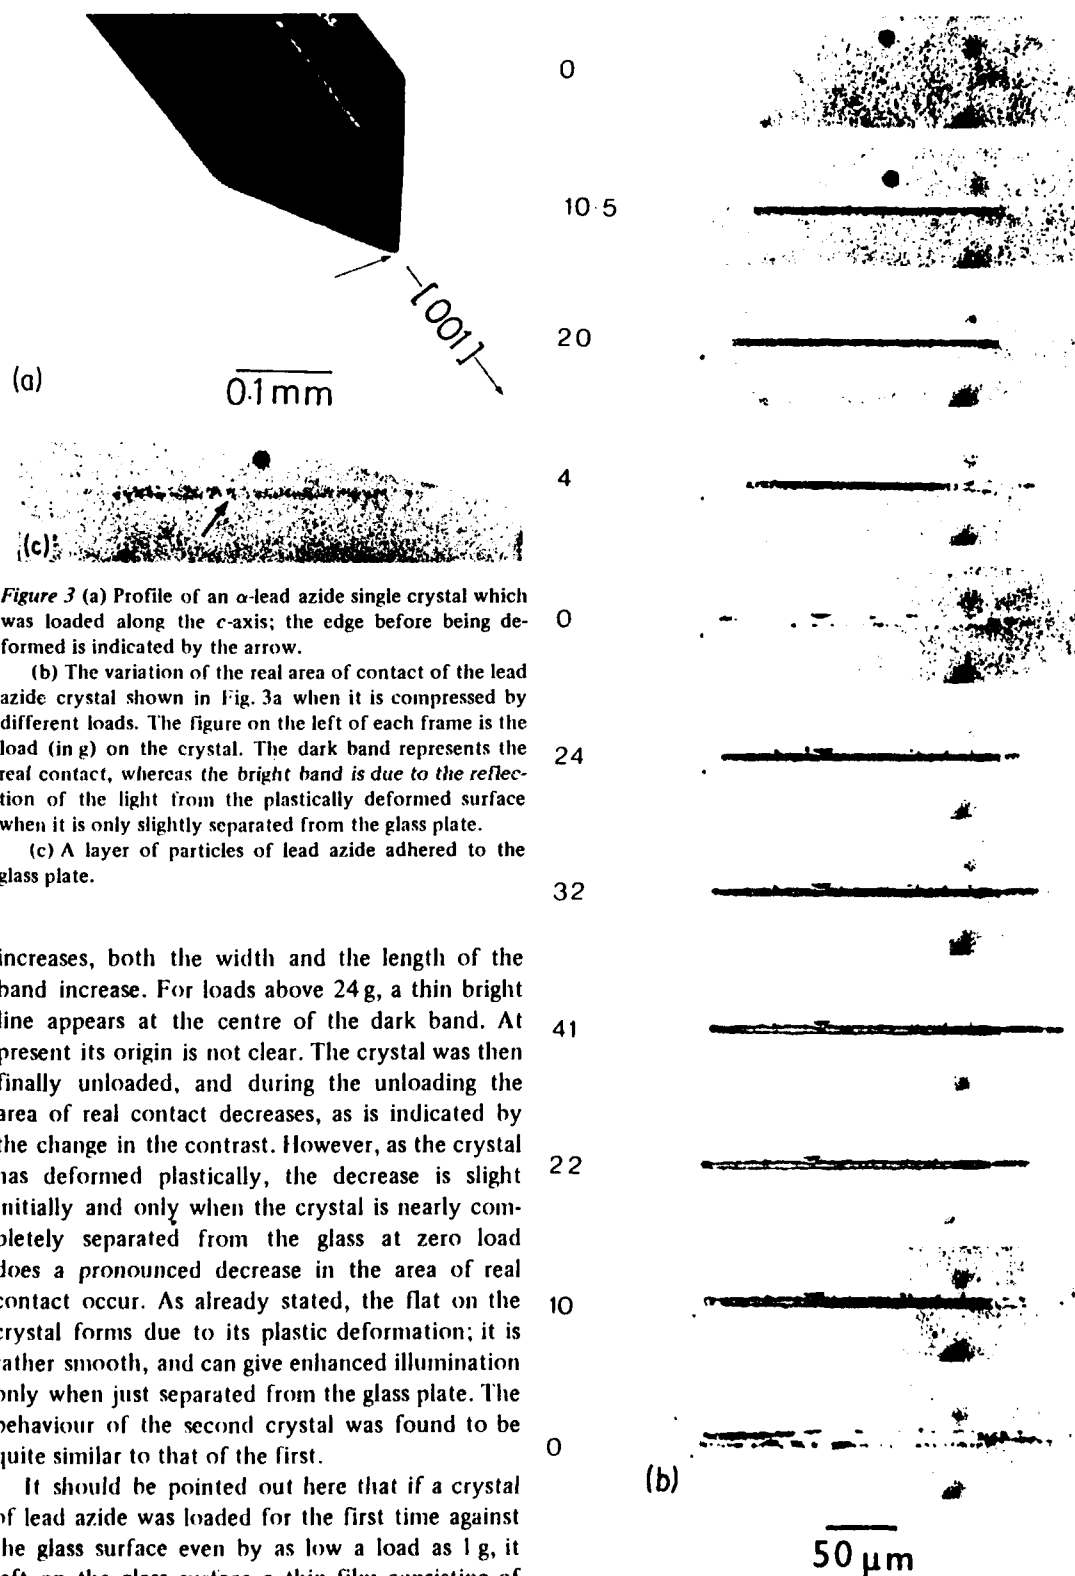 [001]
(a)
0.1 mm
(c)
Figure 3 (a) Profile of an α-lead azide single crystal which
was loaded along the c-axis; the edge before being de-
formed is indicated by the arrow.
(b) The variation of the real area of contact of the lead
azide crystal shown in Fig. 3a when it is compressed by
different loads. The figure on the left of each frame is the
load (in g) on the crystal. The dark band represents the
real contact, whereas the bright band is due to the reflec-
tion of the light from the plastically deformed surface
when it is only slightly separated from the glass plate.
(c) A layer of particles of lead azide adhered to the
glass plate.
increases, both the width and the length of the
band increase. For loads above 24 g, a thin bright
line appears at the centre of the dark band. At
present its origin is not clear. The crystal was then
finally unloaded, and during the unloading the
area of real contact decreases, as is indicated by
the change in the contrast. However, as the crystal
has deformed plastically, the decrease is slight
initially and only when the crystal is nearly com-
pletely separated from the glass at zero load
does a pronounced decrease in the area of real
contact occur. As already stated, the flat on the
crystal forms due to its plastic deformation; it is
rather smooth, and can give enhanced illumination
only when just separated from the glass plate. The
behaviour of the second crystal was found to be
quite similar to that of the first.
It should be pointed out here that if a crystal
of lead azide was loaded for the first time against
the glass surface even by as low a load as 1 g, it
left on the glass surface a thin film consisting of
0
10·5
20
4
0
24
32
41
22
10
0
(b)
50 μm